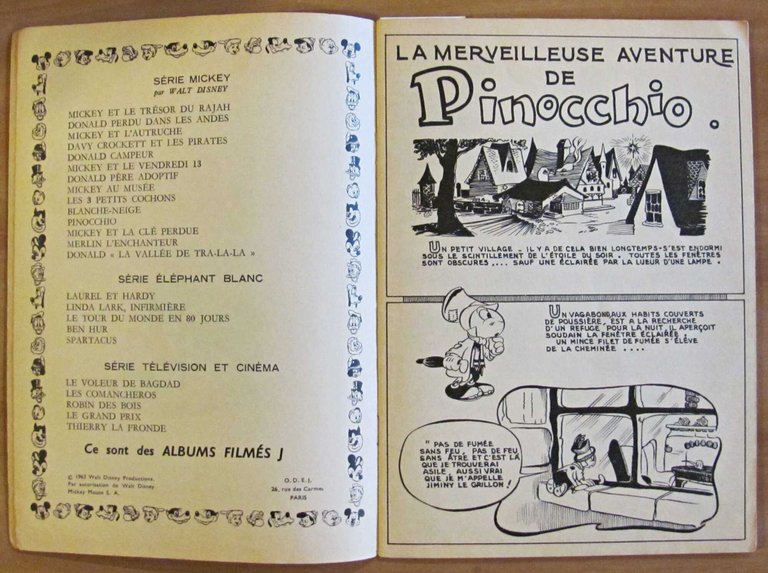 SÉRIE MICKEY
par WALT DISNEY
MICKEY ET LE TRÉSOR DU RAJAH
DONALD PERDU DANS LES ANDES
MICKEY ET L'AUTRUCHE
DAVY CROCKETT ET LES PIRATES
DONALD CAMPEUR
MICKEY ET LE VENDREDI 13
DONALD PÈRE ADOPTIF
MICKEY AU MUSÉE
LES 3 PETITS COCHONS
BLANCHE-NEIGE
PINOCCHIO
MICKEY ET LA CLÉ PERDUE
MERLIN L'ENCHANTEUR
DONALD « LA VALLÉE DE TRA-LA-LA »
SÉRIE ÉLÉPHANT BLANC
LAUREL ET HARDY
LINDA LARK, INFIRMIÈRE
LE TOUR DU MONDE EN 80 JOURS
BEN HUR
SPARTACUS
SÉRIE TÉLÉVISION ET CINÉMA
LE VOLEUR DE BAGDAD
LES COMANCHEROS
ROBIN DES BOIS
LE GRAND PRIX
THIERRY LA FRONDE
Ce sont des ALBUMS FILMÉS J
© 1963 Walt Disney Productions.
Par autorisation de Walt Disney
Mickey Mouse S. A.
O. D. E. J.
26, rue des Carmes
PARIS
LA MERVEILLEUSE AVENTURE
DE
Pinocchio.
UN PETIT VILLAGE - IL Y A DE CELA BIEN LONGTEMPS - S'EST ENDORMI
SOUS LE SCINTILLEMENT DE L'ÉTOILE DU SOIR. TOUTES LES FENÊTRES
SONT OBSCURES,... SAUF UNE ÉCLAIRÉE PAR LA LUEUR D'UNE LAMPE.
UN VAGABOND, AUX HABITS COUVERTS
DE POUSSIÈRE, EST A LA RECHERCHE
D'UN REFUGE POUR LA NUIT, IL APERÇOIT
SOUDAIN LA FENÊTRE ÉCLAIRÉE.
UN MINCE FILET DE FUMÉE S'ÉLÈVE
DE LA CHEMINÉE ....
" PAS DE FUMÉE
SANS FEU, PAS DE FEU
SANS ÂTRE ET C'EST LÀ
QUE JE TROUVERAI
ASILE, AUSSI VRAI
QUE JE M'APPELLE
JIMINY LE GRILLON !